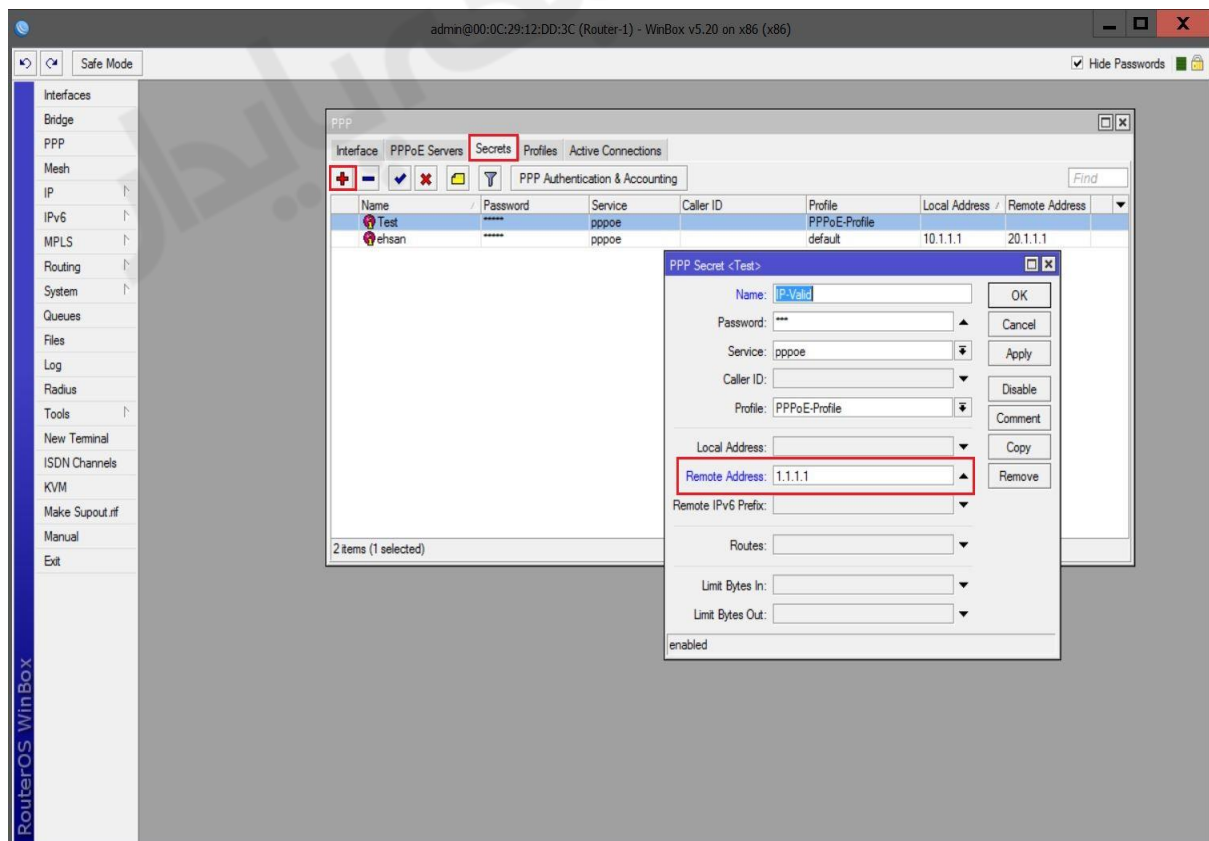 admin@00:0C:29:12:DD:3C (Router-1) - WinBox v5.20 on x86 (x86)
Safe Mode
Hide Passwords
Interfaces
Bridge
PPP
Mesh
IP
IPv6
MPLS
Routing
System
Queues
Files
Log
Radius
Tools
New Terminal
ISDN Channels
KVM
Make Supout.rif
Manual
Exit
RouterOS WinBox
PPP
Interface PPPoE Servers Secrets Profiles Active Connections
PPP Authentication & Accounting Find
Name Password Service Caller ID Profile Local Address Remote Address
Test ***** pppoe PPPoE-Profile
ehsan ***** pppoe default 10.1.1.1 20.1.1.1
2 items (1 selected)
PPP Secret <Test>
Name: IP-Valid OK
Password: *** Cancel
Service: pppoe Apply
Caller ID: Disable
Profile: PPPoE-Profile Comment
Local Address: Copy
Remote Address: 1.1.1.1 Remove
Remote IPv6 Prefix:
Routes:
Limit Bytes In:
Limit Bytes Out:
enabled